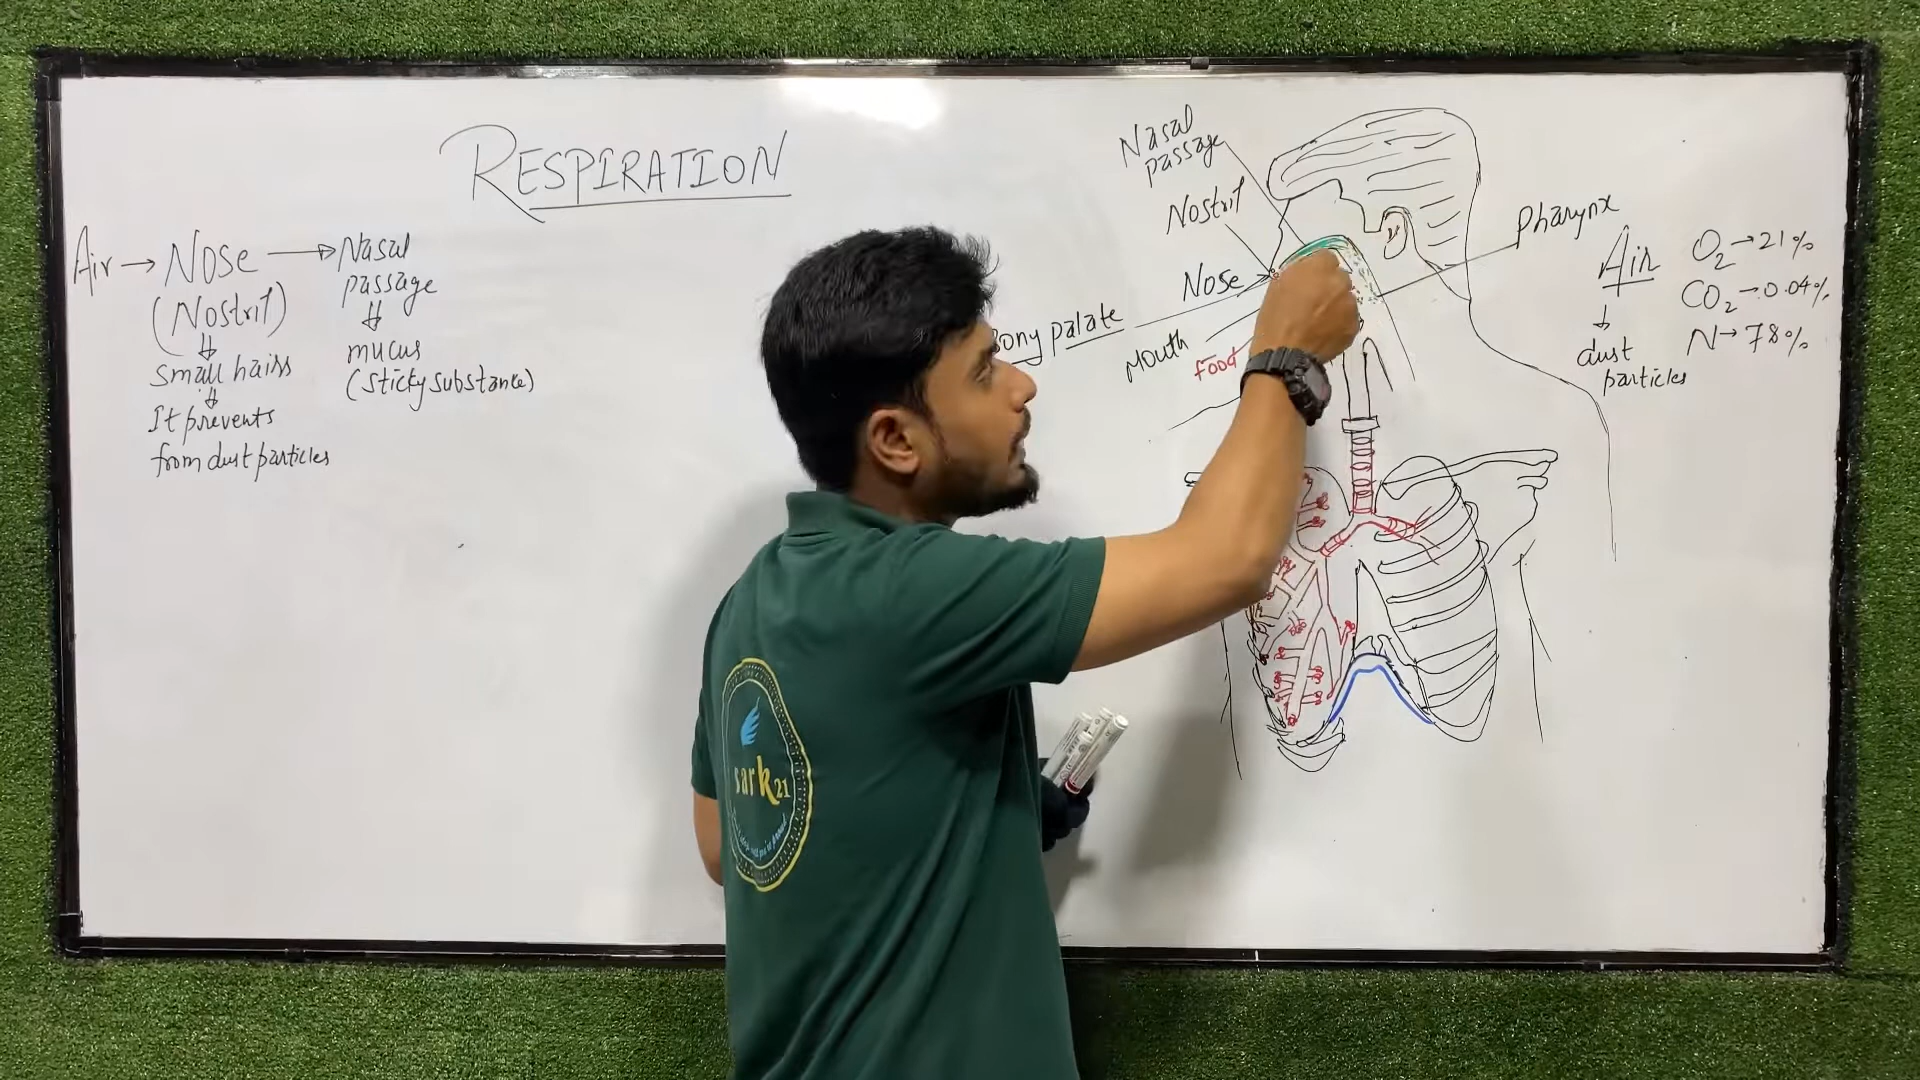 RESPIRATION
Air → Nose → Nasal
passage
(Nostril)
small hairs
It prevents
from dust particles
mucus
(sticky substance)
Nasal
passage
Nostril
Nose
Bony palate
Mouth
Food
Pharynx
Air
dust
particles
O2 → 21%
CO2 → 0.04%
N → 78%
sark21